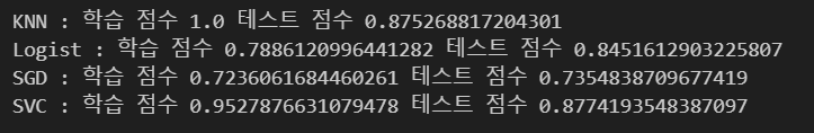 KNN : 학습 점수 1.0 테스트 점수 0.875268817204301
Logist : 학습 점수 0.7886120996441282 테스트 점수 0.8451612903225807
SGD : 학습 점수 0.7236061684460261 테스트 점수 0.7354838709677419
SVC : 학습 점수 0.9527876631079478 테스트 점수 0.8774193548387097